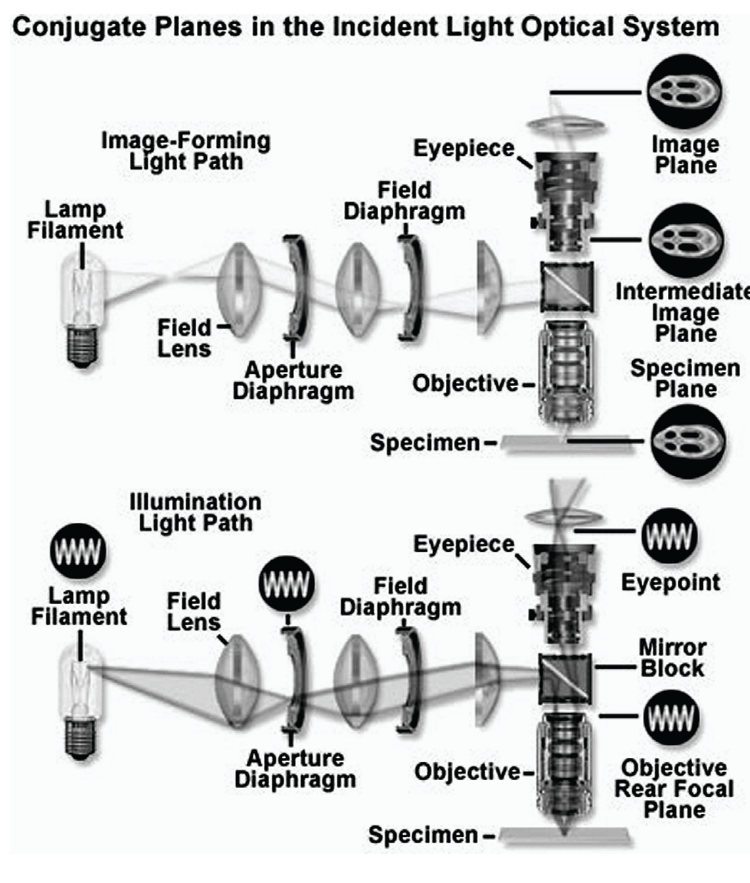 Conjugate Planes in the Incident Light Optical System
Image-Forming
Light Path
Eyepiece
Image
Plane
Lamp
Filament
Field
Diaphragm
Field
Lens
Aperture
Diaphragm
Intermediate
Image
Plane
Objective
Specimen
Plane
Specimen
Illumination
Light Path
Lamp
Filament
Field
Lens
Field
Diaphragm
Eyepiece
Eyepoint
Mirror
Block
Aperture
Diaphragm
Objective
Objective
Rear Focal
Plane
Specimen